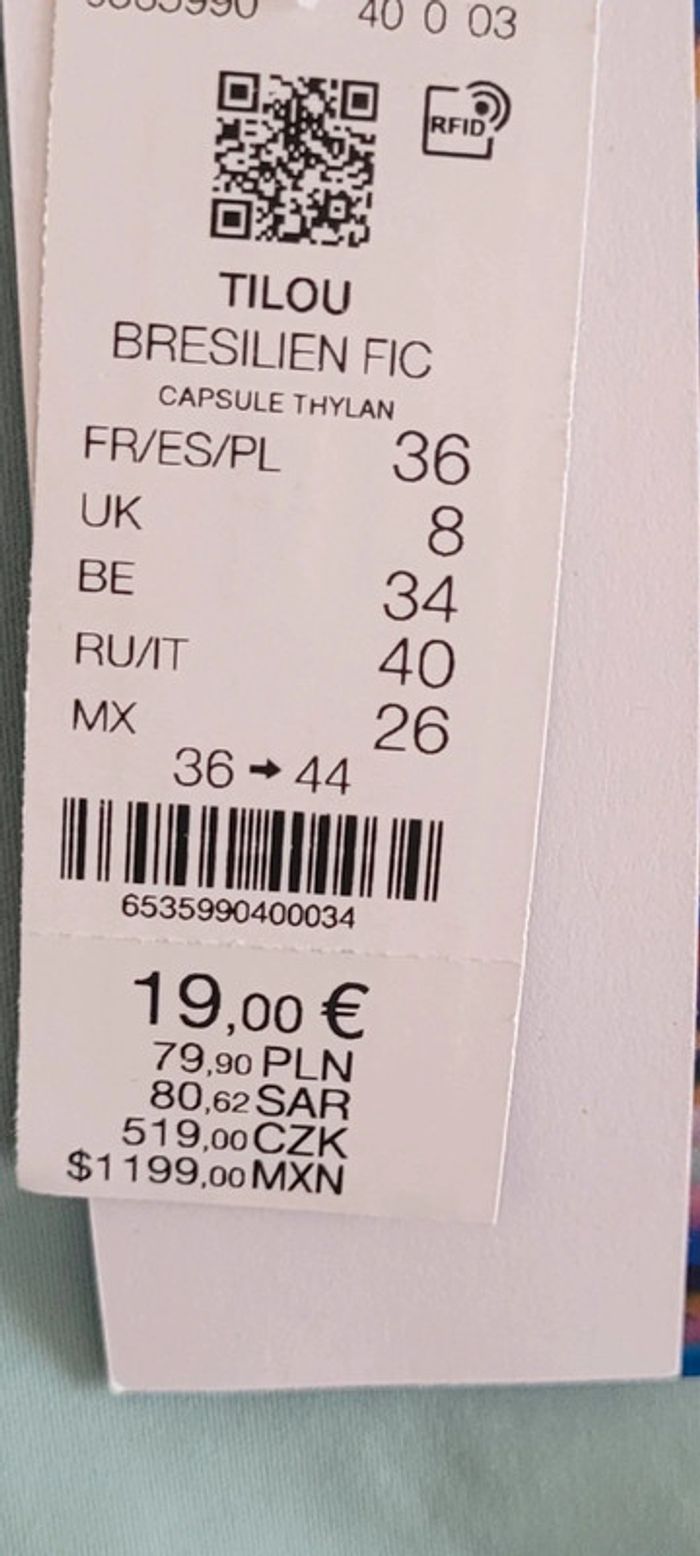 6535990 40 0 03
RFID
TILOU
BRESILIEN FIC
CAPSULE THYLAN
FR/ES/PL 36
UK 8
BE 34
RU/IT 40
MX 26
36 → 44
6535990400034
19,00 €
79,90 PLN
80,62 SAR
519,00 CZK
$1199,00 MXN